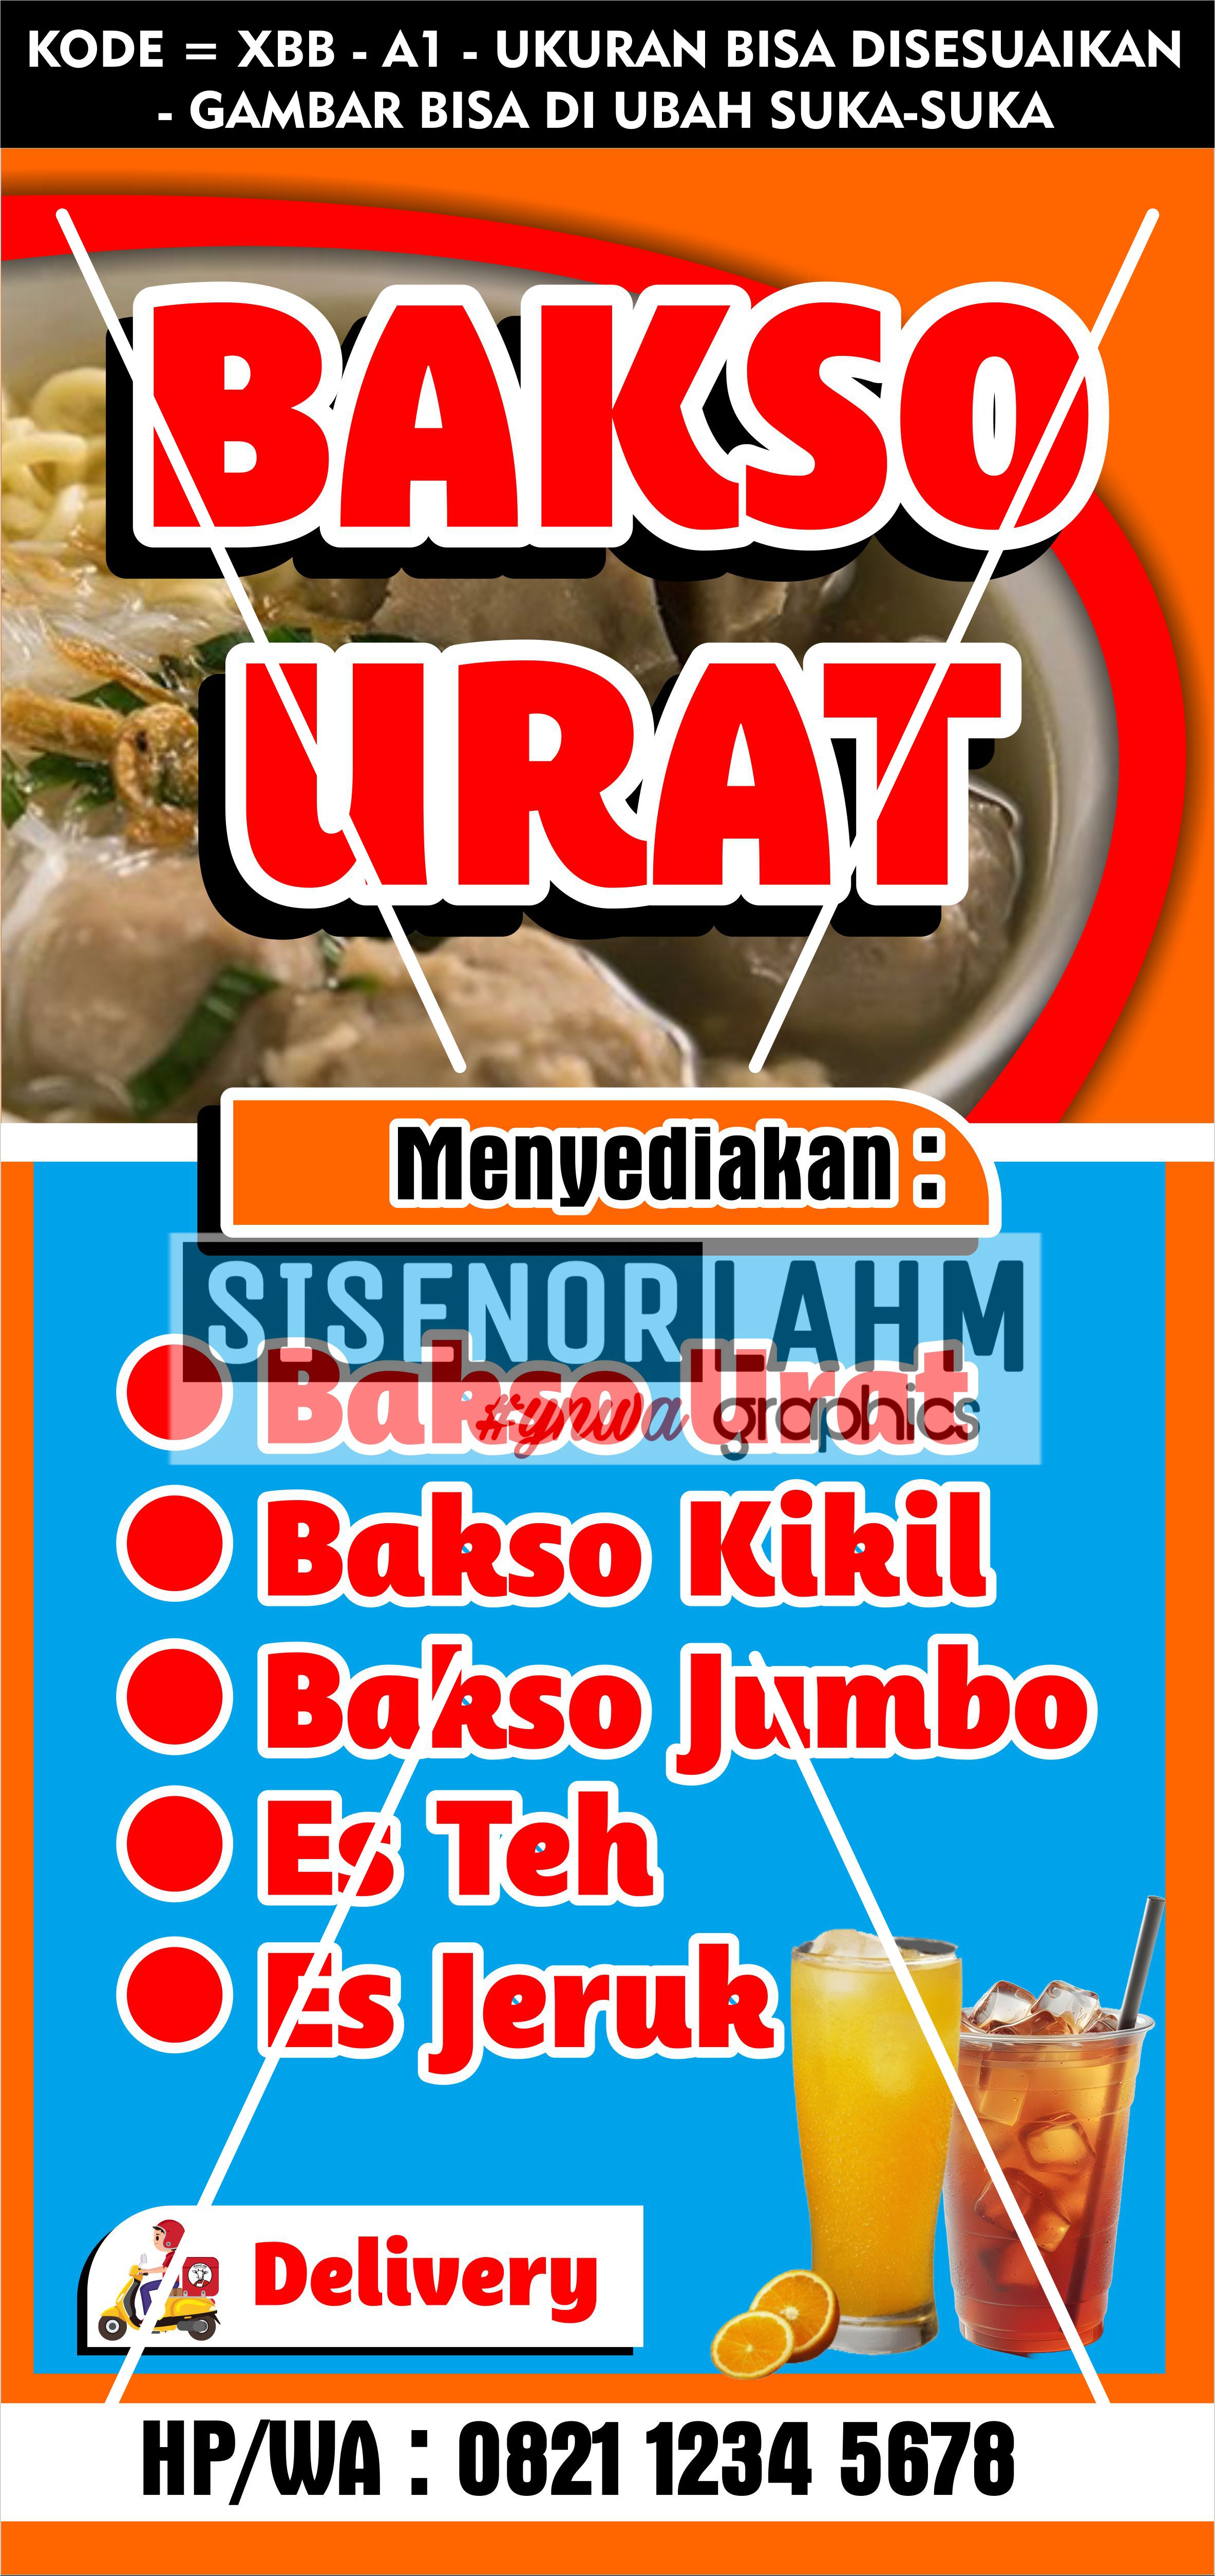 KODE = XBB - A1 - UKURAN BISA DISESUAIKAN
- GAMBAR BISA DI UBAH SUKA-SUKA
BAKSO
URAT
Menyediakan :
SISENOR LAHM
Bakso Urat
#ynwa graphics
Bakso Kikil
Bakso Jumbo
Es Teh
Es Jeruk
Delivery
HP/WA : 0821 1234 5678